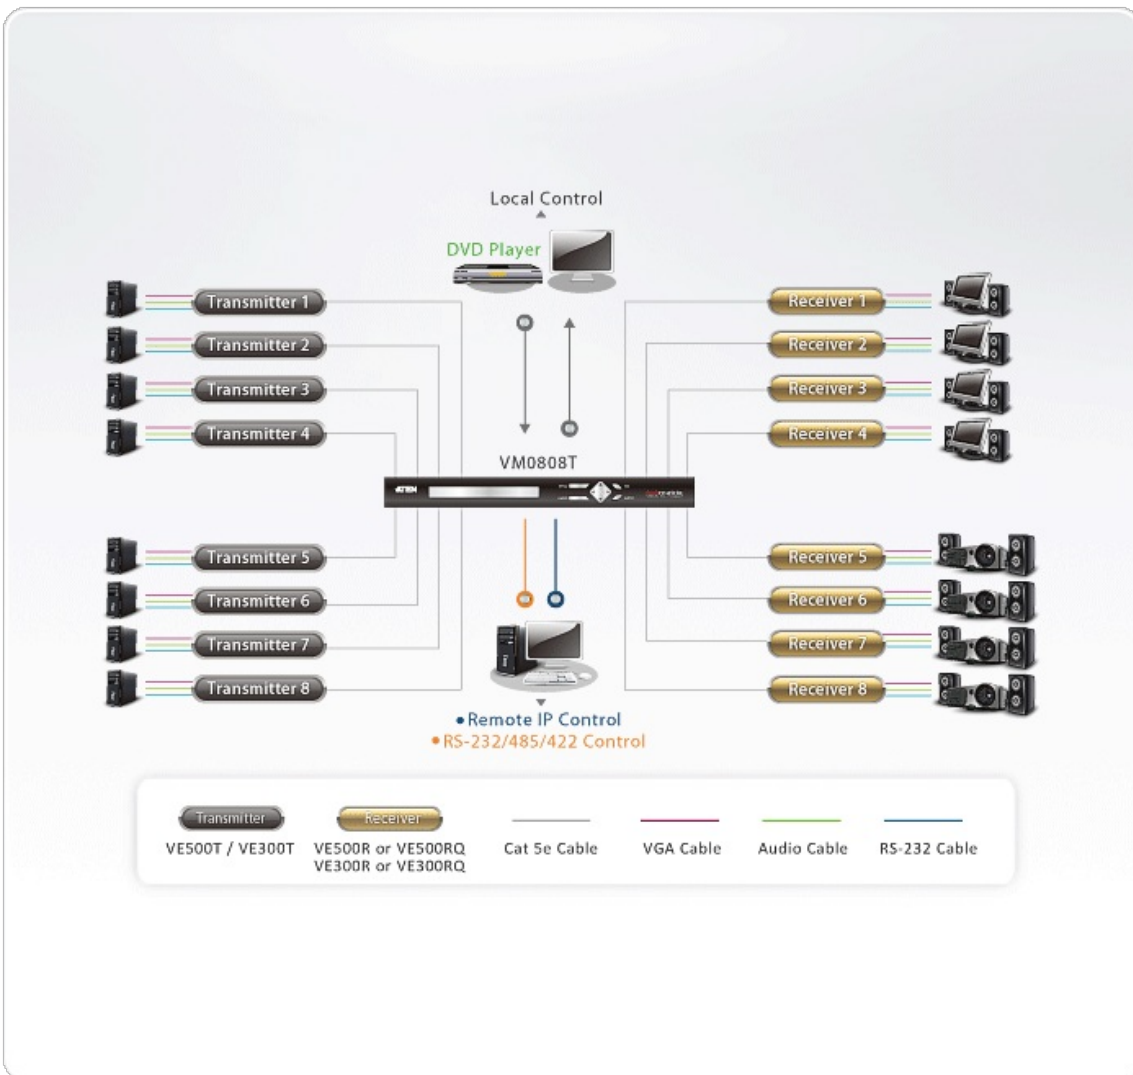 Local Control
DVD Player
Transmitter 1
Transmitter 2
Transmitter 3
Transmitter 4
Receiver 1
Receiver 2
Receiver 3
Receiver 4
VM0808T
ATEN
Transmitter 5
Transmitter 6
Transmitter 7
Transmitter 8
Receiver 5
Receiver 6
Receiver 7
Receiver 8
• Remote IP Control
• RS-232/485/422 Control
Transmitter
VE500T / VE300T
Receiver
VE500R or VE500RQ
VE300R or VE300RQ
Cat 5e Cable
VGA Cable
Audio Cable
RS-232 Cable